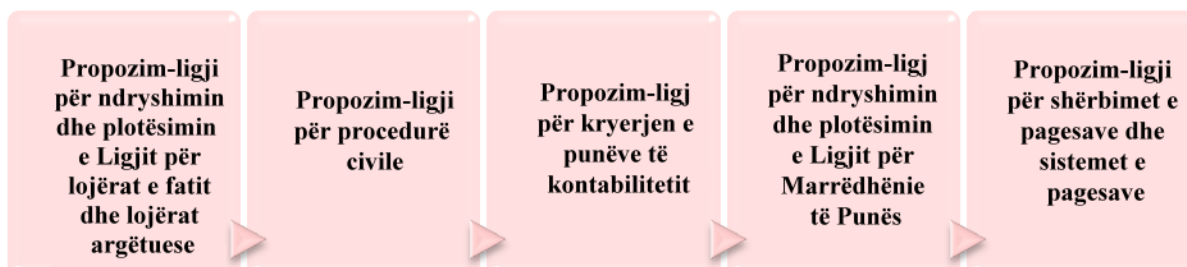 Propozim-ligji
për ndryshimin
dhe plotësimin
e Ligjit për
lojërat e fatit
dhe lojërat
argëtuese
Propozim-ligji
për procedurë
civile
Propozim-ligj
për kryerjen e
punëve të
kontabilitetit
Propozim-ligj
për ndryshimin
dhe plotësimin
e Ligjit për
Marrëdhënie
të Punës
Propozim-ligji
për shërbimet e
pagesave dhe
sistemet e
pagesave